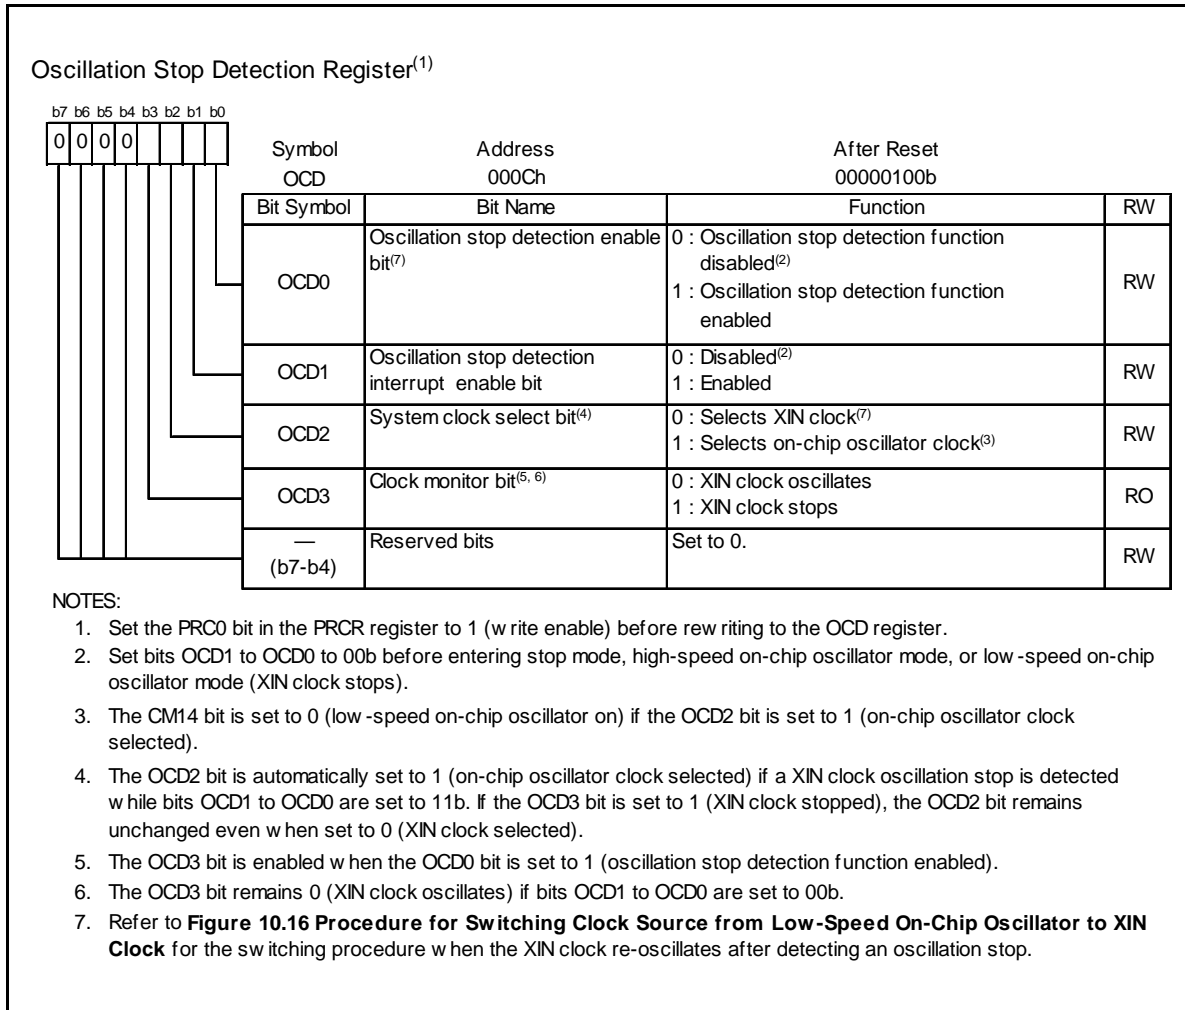 Oscillation Stop Detection Register(1)
b7 b6 b5 b4 b3 b2 b1 b0
0 0 0 0
Symbol Address After Reset
OCD 000Ch 00000100b
Bit Symbol Bit Name Function RW
OCD0 Oscillation stop detection enable bit(7) 0 : Oscillation stop detection function
disabled(2)
1 : Oscillation stop detection function
enabled RW
OCD1 Oscillation stop detection
interrupt enable bit 0 : Disabled(2)
1 : Enabled RW
OCD2 System clock select bit(4) 0 : Selects XIN clock(7)
1 : Selects on-chip oscillator clock(3) RW
OCD3 Clock monitor bit(5, 6) 0 : XIN clock oscillates
1 : XIN clock stops RO
—
(b7-b4) Reserved bits Set to 0. RW
NOTES:
1. Set the PRC0 bit in the PRCR register to 1 (write enable) before rewriting to the OCD register.
2. Set bits OCD1 to OCD0 to 00b before entering stop mode, high-speed on-chip oscillator mode, or low-speed on-chip
oscillator mode (XIN clock stops).
3. The CM14 bit is set to 0 (low-speed on-chip oscillator on) if the OCD2 bit is set to 1 (on-chip oscillator clock
selected).
4. The OCD2 bit is automatically set to 1 (on-chip oscillator clock selected) if a XIN clock oscillation stop is detected
while bits OCD1 to OCD0 are set to 11b. If the OCD3 bit is set to 1 (XIN clock stopped), the OCD2 bit remains
unchanged even when set to 0 (XIN clock selected).
5. The OCD3 bit is enabled when the OCD0 bit is set to 1 (oscillation stop detection function enabled).
6. The OCD3 bit remains 0 (XIN clock oscillates) if bits OCD1 to OCD0 are set to 00b.
7. Refer to Figure 10.16 Procedure for Switching Clock Source from Low-Speed On-Chip Oscillator to XIN
Clock for the switching procedure when the XIN clock re-oscillates after detecting an oscillation stop.